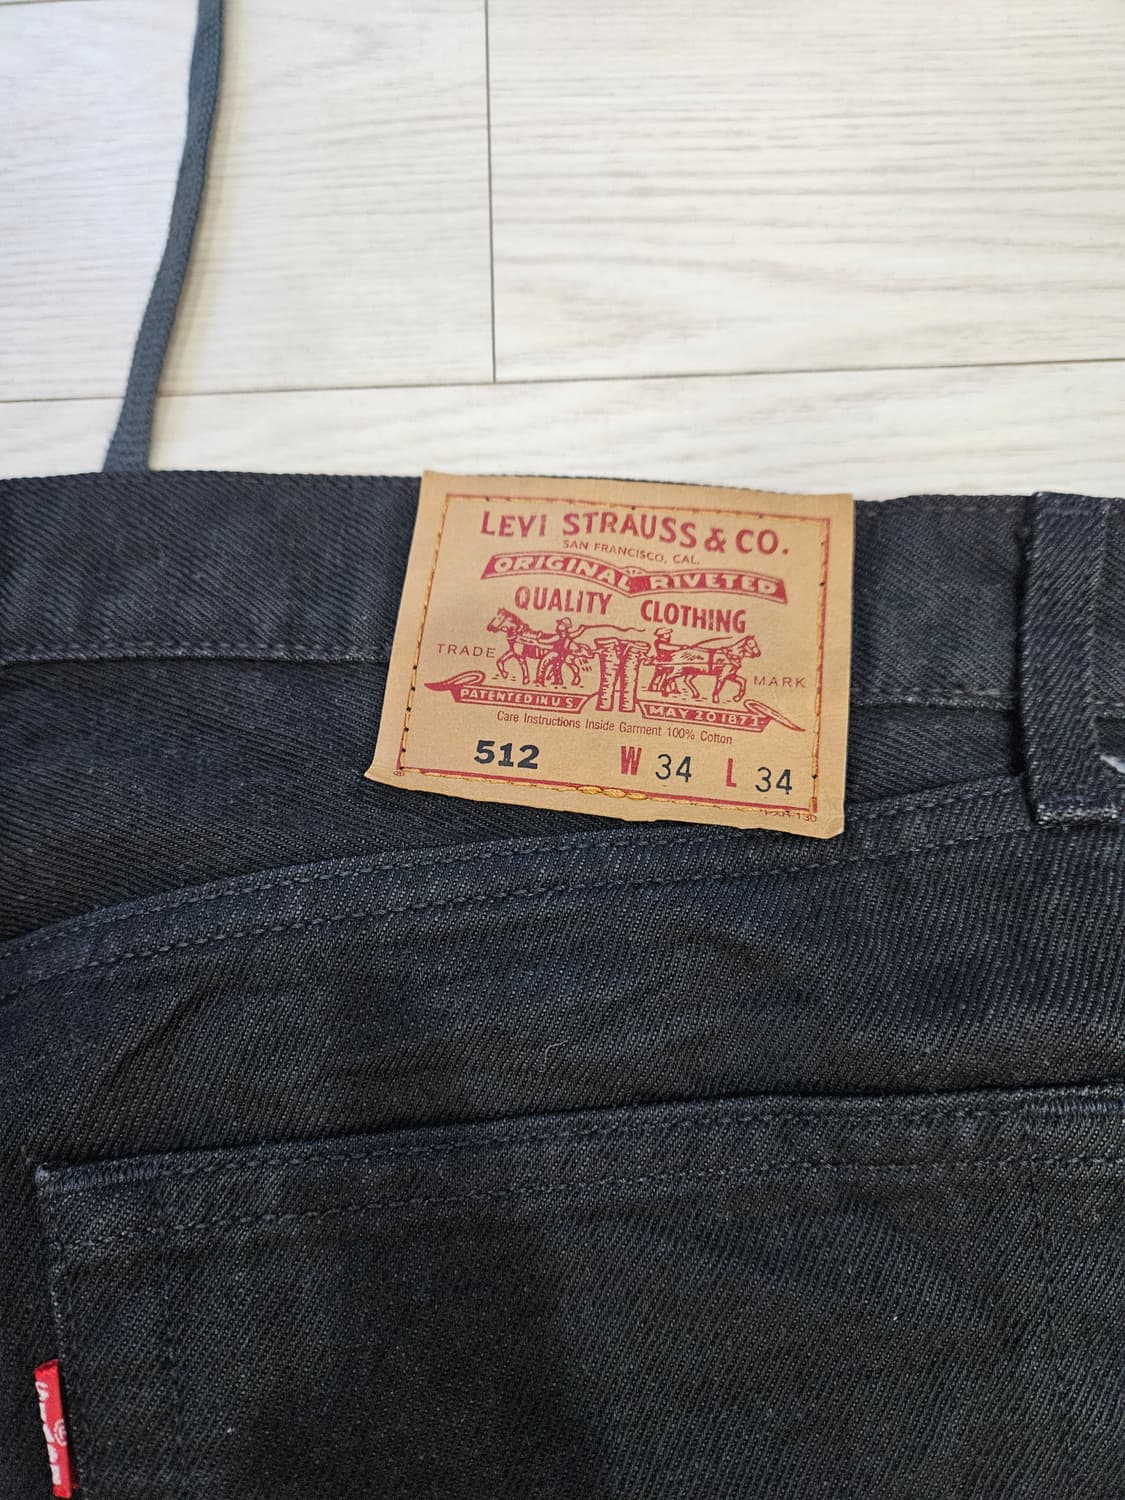 LEVI STRAUSS & CO.
SAN FRANCISCO, CAL.
ORIGINAL RIVETED
QUALITY CLOTHING
TRADE MARK
PATENTED IN U S MAY 20 1873
Care Instructions Inside Garment 100% Cotton
512 W 34 L 34
®
LEVI'S
®